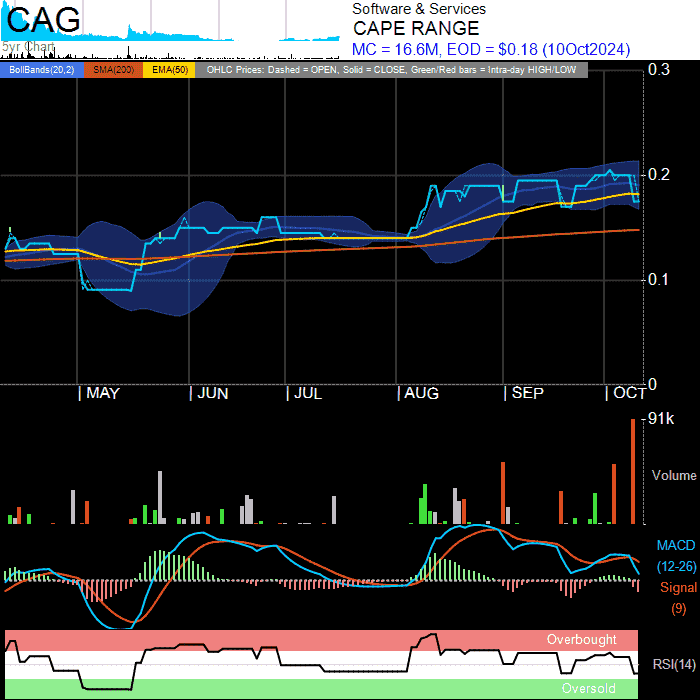 CAG
5yr Chart
Software & Services
CAPE RANGE
MC = 16.6M, EOD = $0.18 (10Oct2024)
BollBands(20,2) SMA(200) EMA(50) OHLC Prices: Dashed = OPEN, Solid = CLOSE, Green/Red bars = Intra-day HIGH/LOW
0.3
0.2
0.1
0
MAY JUN JUL AUG SEP OCT
91k
Volume
MACD
(12-26)
Signal
(9)
Overbought
RSI(14)
Oversold